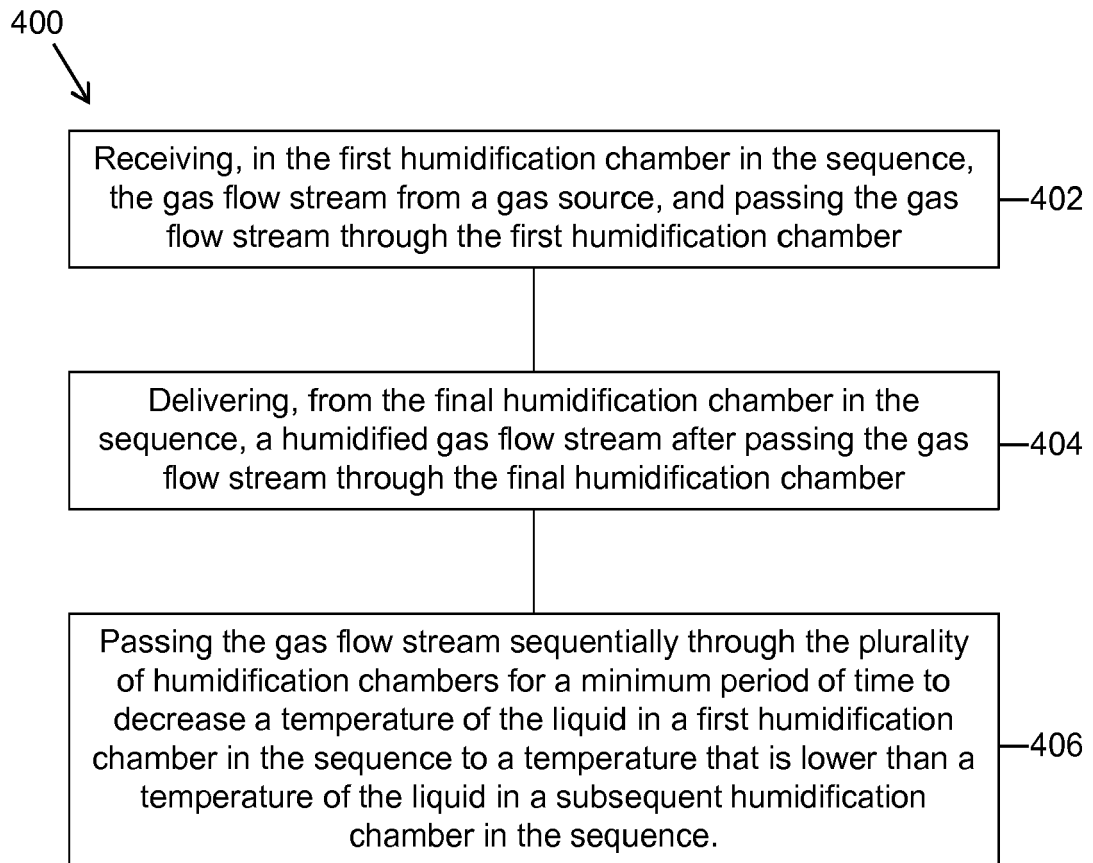 400
Receiving, in the first humidification chamber in the sequence,
the gas flow stream from a gas source, and passing the gas
flow stream through the first humidification chamber
402
Delivering, from the final humidification chamber in the
sequence, a humidified gas flow stream after passing the gas
flow stream through the final humidification chamber
404
Passing the gas flow stream sequentially through the plurality
of humidification chambers for a minimum period of time to
decrease a temperature of the liquid in a first humidification
chamber in the sequence to a temperature that is lower than a
temperature of the liquid in a subsequent humidification
chamber in the sequence.
406